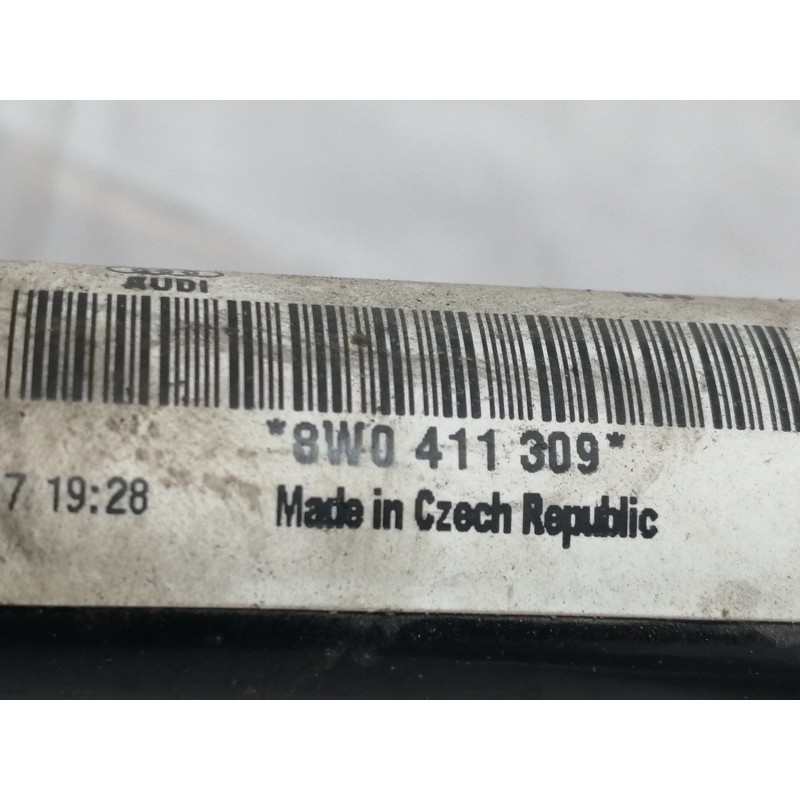 AUDI
*8W0 411 309*
7 19:28
Made in Czech Republic